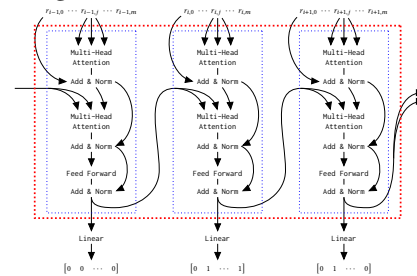 r_{i−1,0} ··· r_{i−1,j} ··· r_{i−1,m} r_{i,0} ··· r_{i,j} ··· r_{i,m} r_{i+1,0} ··· r_{i+1,j} ··· r_{i+1,m}
Multi-Head Multi-Head Multi-Head
Attention Attention Attention
Add & Norm Add & Norm Add & Norm
Multi-Head Multi-Head Multi-Head
Attention Attention Attention
Add & Norm Add & Norm Add & Norm
Feed Forward Feed Forward Feed Forward
Add & Norm Add & Norm Add & Norm
Linear Linear Linear
[0 0 ··· 0] [0 1 ··· 1] [0 1 ··· 0]